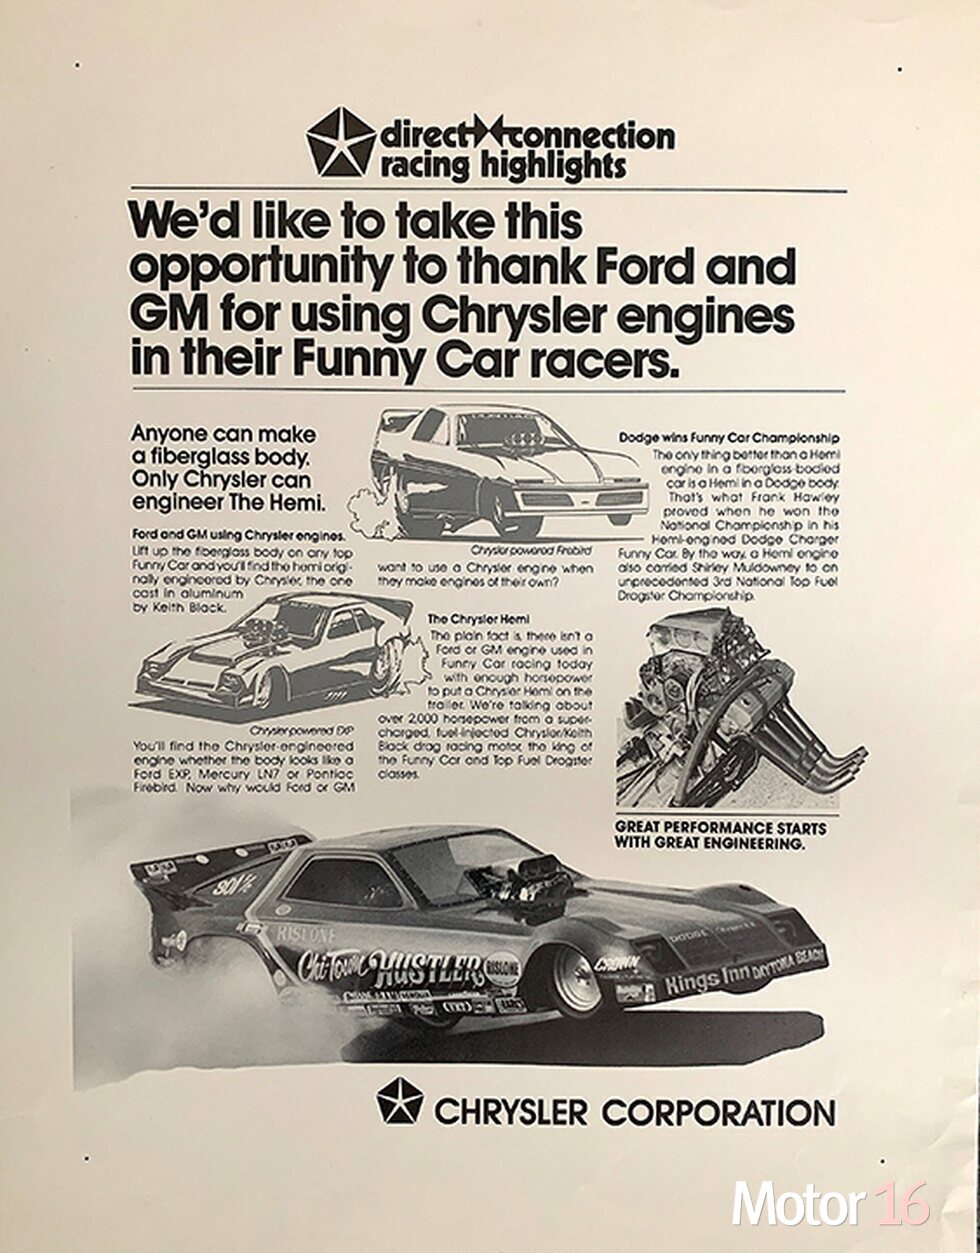 direct connection
racing highlights
We'd like to take this
opportunity to thank Ford and
GM for using Chrysler engines
in their Funny Car racers.
Anyone can make
a fiberglass body.
Only Chrysler can
engineer The Hemi.
Ford and GM using Chrysler engines.
Lift up the fiberglass body on any top
Funny Car and you'll find the hemi origi-
nally engineered by Chrysler, the one
cast in aluminum
by Keith Black.
Chrysler powered EXP
You'll find the Chrysler-engineered
engine whether the body looks like a
Ford EXP, Mercury LN7 or Pontiac
Firebird. Now why would Ford or GM
Chrysler powered Firebird
want to use a Chrysler engine when
they make engines of their own?
The Chrysler Hemi
The plain fact is, there isn't a
Ford or GM engine used in
Funny Car racing today
with enough horsepower
to put a Chrysler Hemi on the
trailer. We're talking about
over 2,000 horsepower from a super-
charged, fuel-injected Chrysler/Keith
Black drag racing motor, the king of
the Funny Car and Top Fuel Dragster
classes.
Dodge wins Funny Car Championship
The only thing better than a Hemi
engine in a fiberglass-bodied
car is a Hemi in a Dodge body.
That's what Frank Hawley
proved when he won the
National Championship in his
Hemi-engined Dodge Charger
Funny Car. By the way, a Hemi engine
also carried Shirley Muldowney to an
unprecedented 3rd National Top Fuel
Dragster Championship.
GREAT PERFORMANCE STARTS
WITH GREAT ENGINEERING.
RISLONE
Chi-Town HUSTLER
RISLONE
CROWN
DODGE
Kings Inn DAYTONA BEACH
CHRYSLER CORPORATION
Motor 16